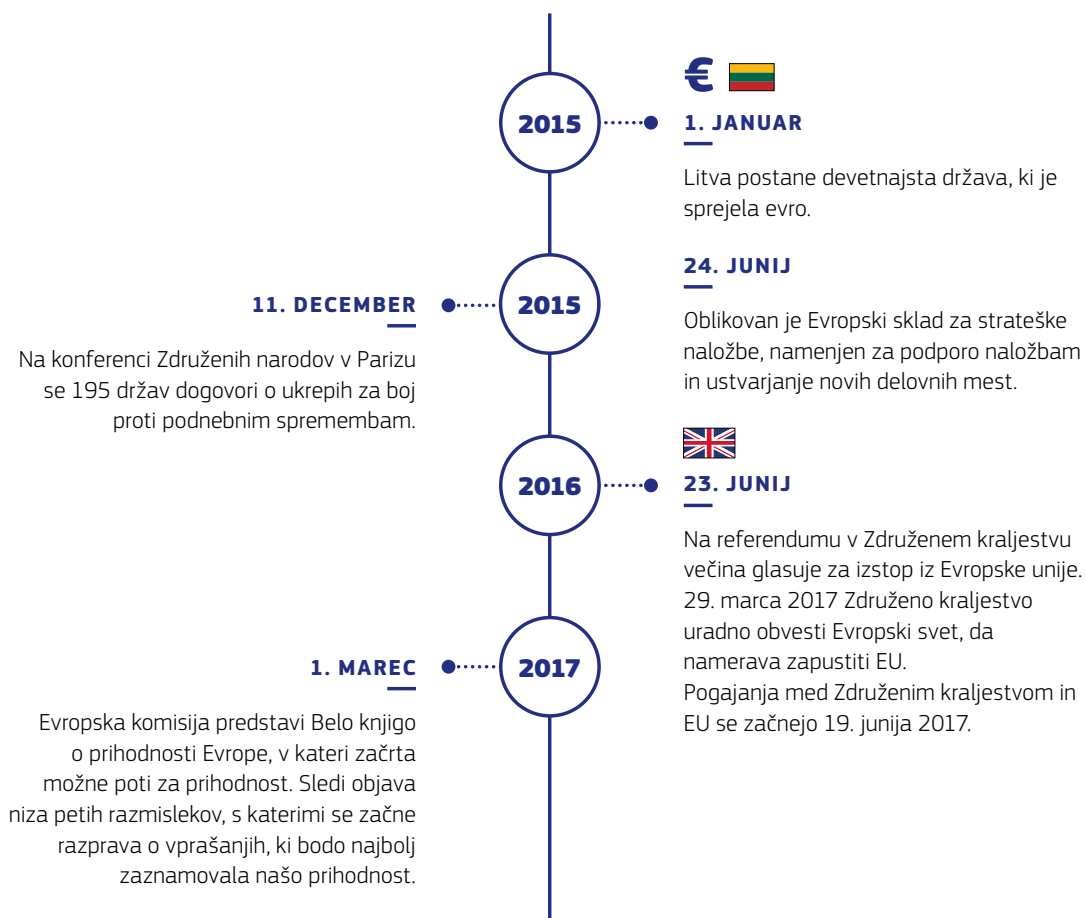 €
2015
1. JANUAR
Litva postane devetnajsta država, ki je
sprejela evro.
24. JUNIJ
Oblikovan je Evropski sklad za strateške
naložbe, namenjen za podporo naložbam
in ustvarjanje novih delovnih mest.
2015
11. DECEMBER
Na konferenci Združenih narodov v Parizu
se 195 držav dogovori o ukrepih za boj
proti podnebnim spremembam.
2016
23. JUNIJ
Na referendumu v Združenem kraljestvu
večina glasuje za izstop iz Evropske unije.
29. marca 2017 Združeno kraljestvo
uradno obvesti Evropski svet, da
namerava zapustiti EU.
Pogajanja med Združenim kraljestvom in
EU se začnejo 19. junija 2017.
2017
1. MAREC
Evropska komisija predstavi Belo knjigo
o prihodnosti Evrope, v kateri začrta
možne poti za prihodnost. Sledi objava
niza petih razmislekov, s katerimi se začne
razprava o vprašanjih, ki bodo najbolj
zaznamovala našo prihodnost.